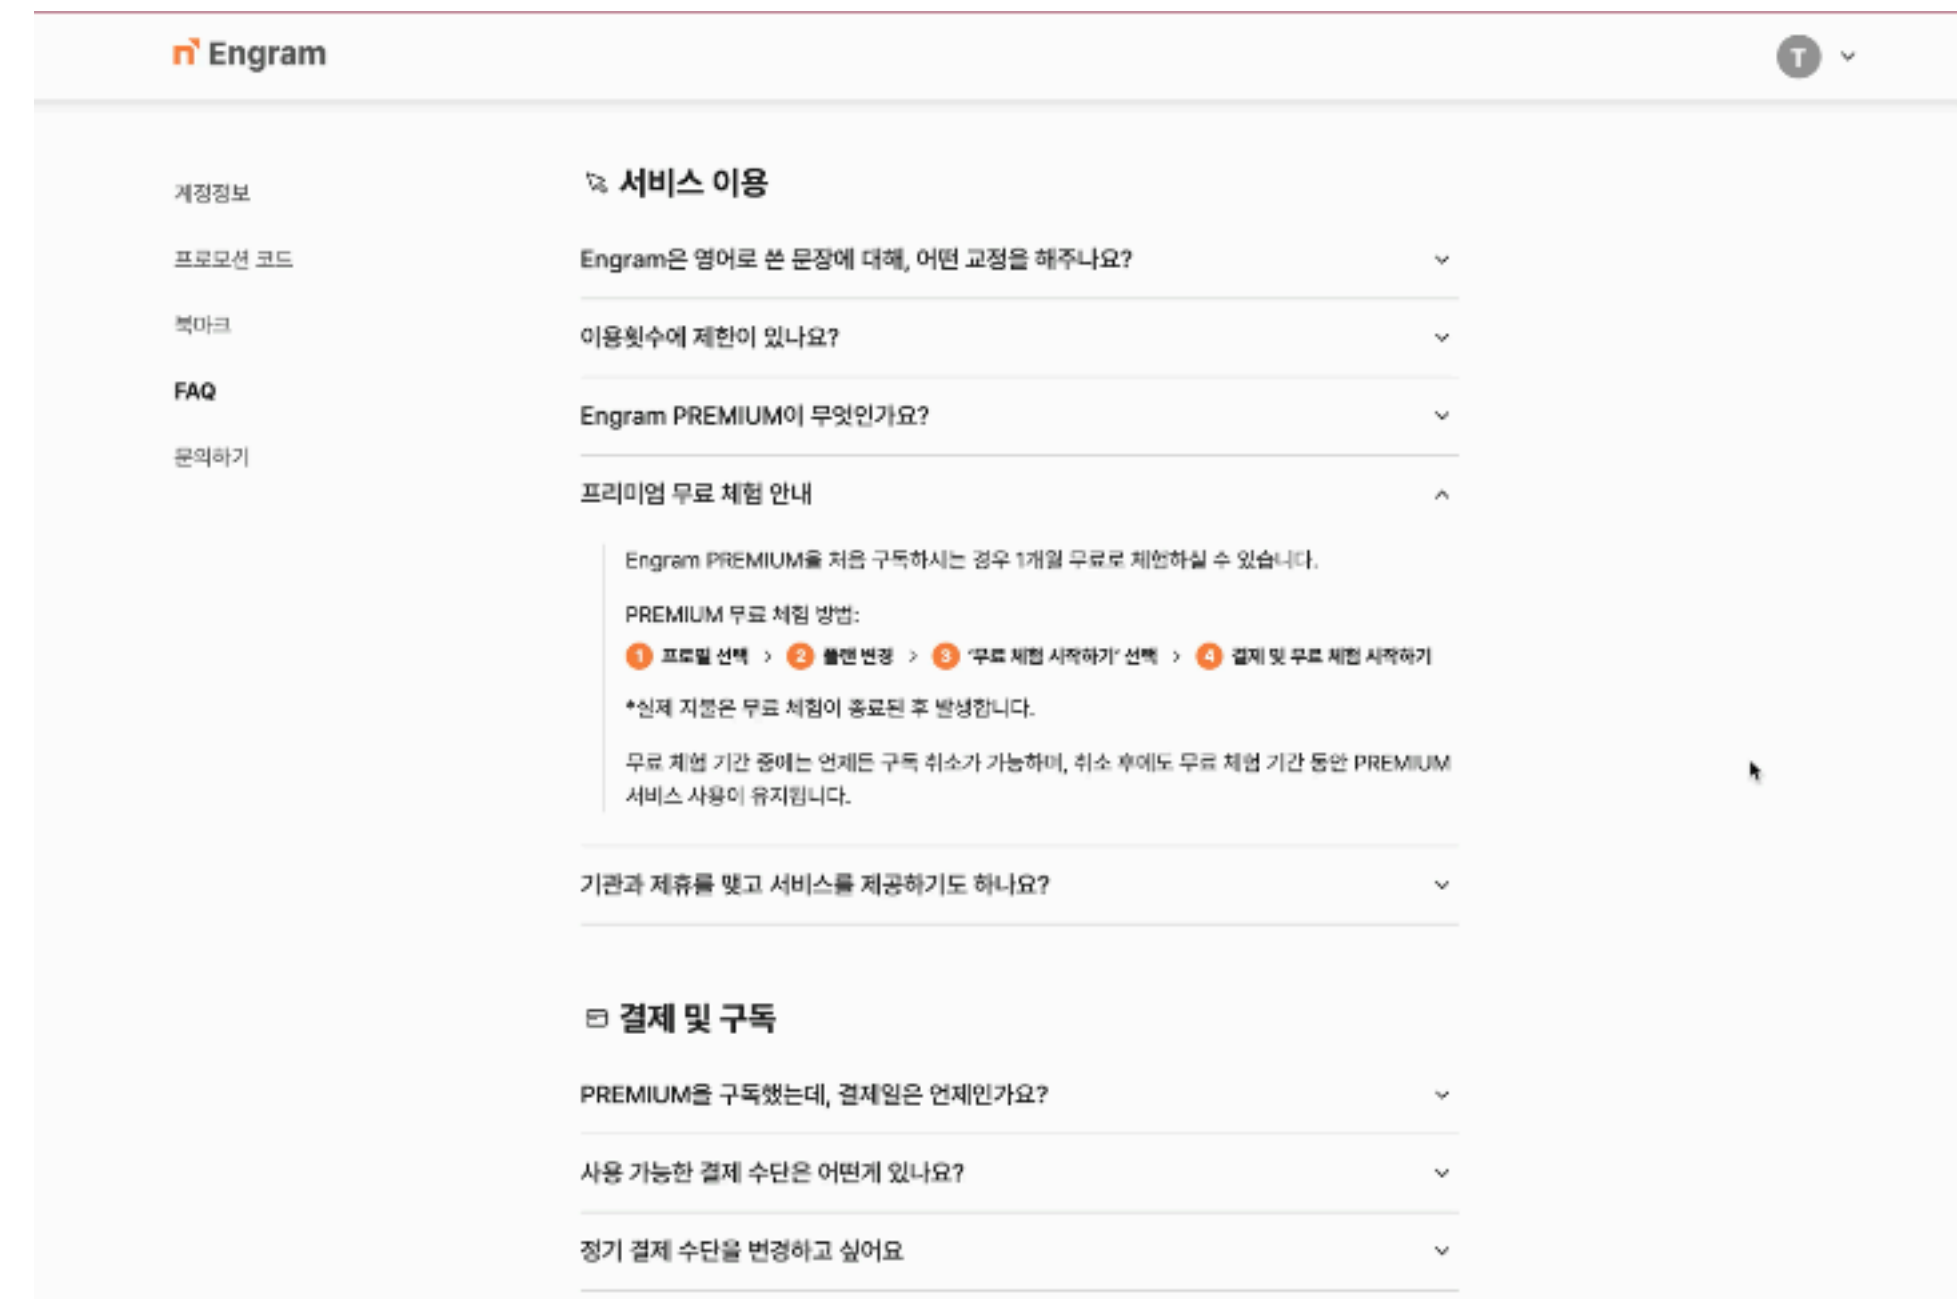 Engram
T
계정정보
프로모션 코드
북마크
FAQ
문의하기
서비스 이용
Engram은 영어로 쓴 문장에 대해, 어떤 교정을 해주나요?
이용횟수에 제한이 있나요?
Engram PREMIUM이 무엇인가요?
프리미엄 무료 체험 안내
Engram PREMIUM을 처음 구독하시는 경우 1개월 무료로 체험하실 수 있습니다.
PREMIUM 무료 체험 방법:
1 프로필 선택 > 2 플랜 변경 > 3 '무료 체험 시작하기' 선택 > 4 결제 및 무료 체험 시작하기
*실제 지불은 무료 체험이 종료된 후 발생합니다.
무료 체험 기간 중에는 언제든 구독 취소가 가능하며, 취소 후에도 무료 체험 기간 동안 PREMIUM
서비스 사용이 유지됩니다.
기관과 제휴를 맺고 서비스를 제공하기도 하나요?
결제 및 구독
PREMIUM을 구독했는데, 결제일은 언제인가요?
사용 가능한 결제 수단은 어떤게 있나요?
정기 결제 수단을 변경하고 싶어요